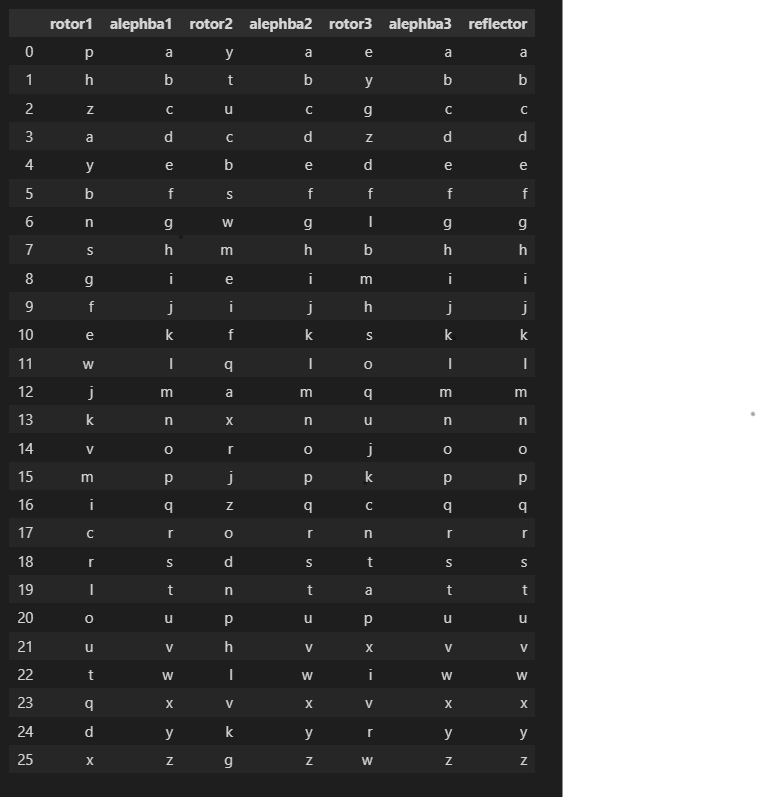 rotor1 alephba1 rotor2 alephba2 rotor3 alephba3 reflector
0 p a y a e a a
1 h b t b y b b
2 z c u c g c c
3 a d c d z d d
4 y e b e d e e
5 b f s f f f f
6 n g w g l g g
7 s h m h b h h
8 g i e i m i i
9 f j i j h j j
10 e k f k s k k
11 w l q l o l l
12 j m a m q m m
13 k n x n u n n
14 v o r o j o o
15 m p j p k p p
16 i q z q c q q
17 c r o r n r r
18 r s d s t s s
19 l t n t a t t
20 o u p u p u u
21 u v h v x v v
22 t w l w i w w
23 q x v x v x x
24 d y k y r y y
25 x z g z w z z